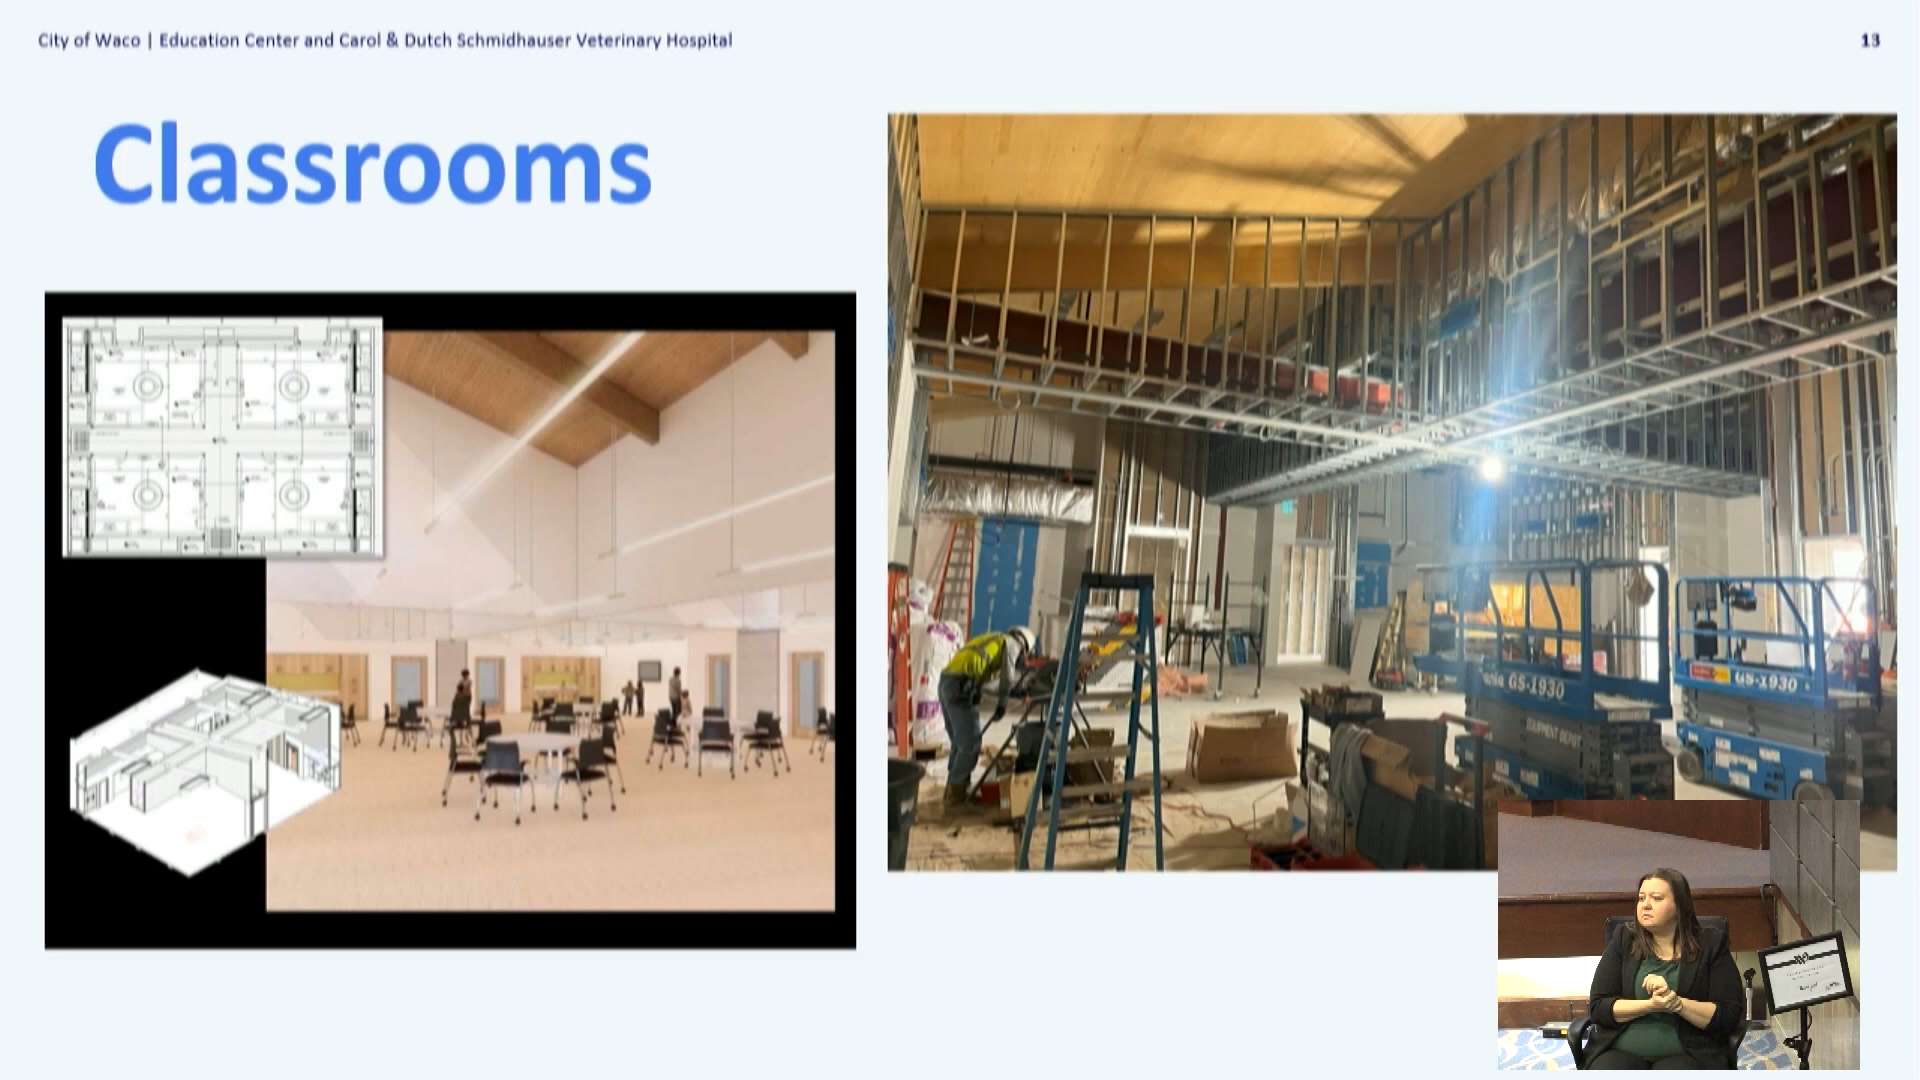 City of Waco | Education Center and Carol & Dutch Schmidhauser Veterinary Hospital
13
Classrooms
GS-1930
GS-1930
EQUIPMENT DEPOT